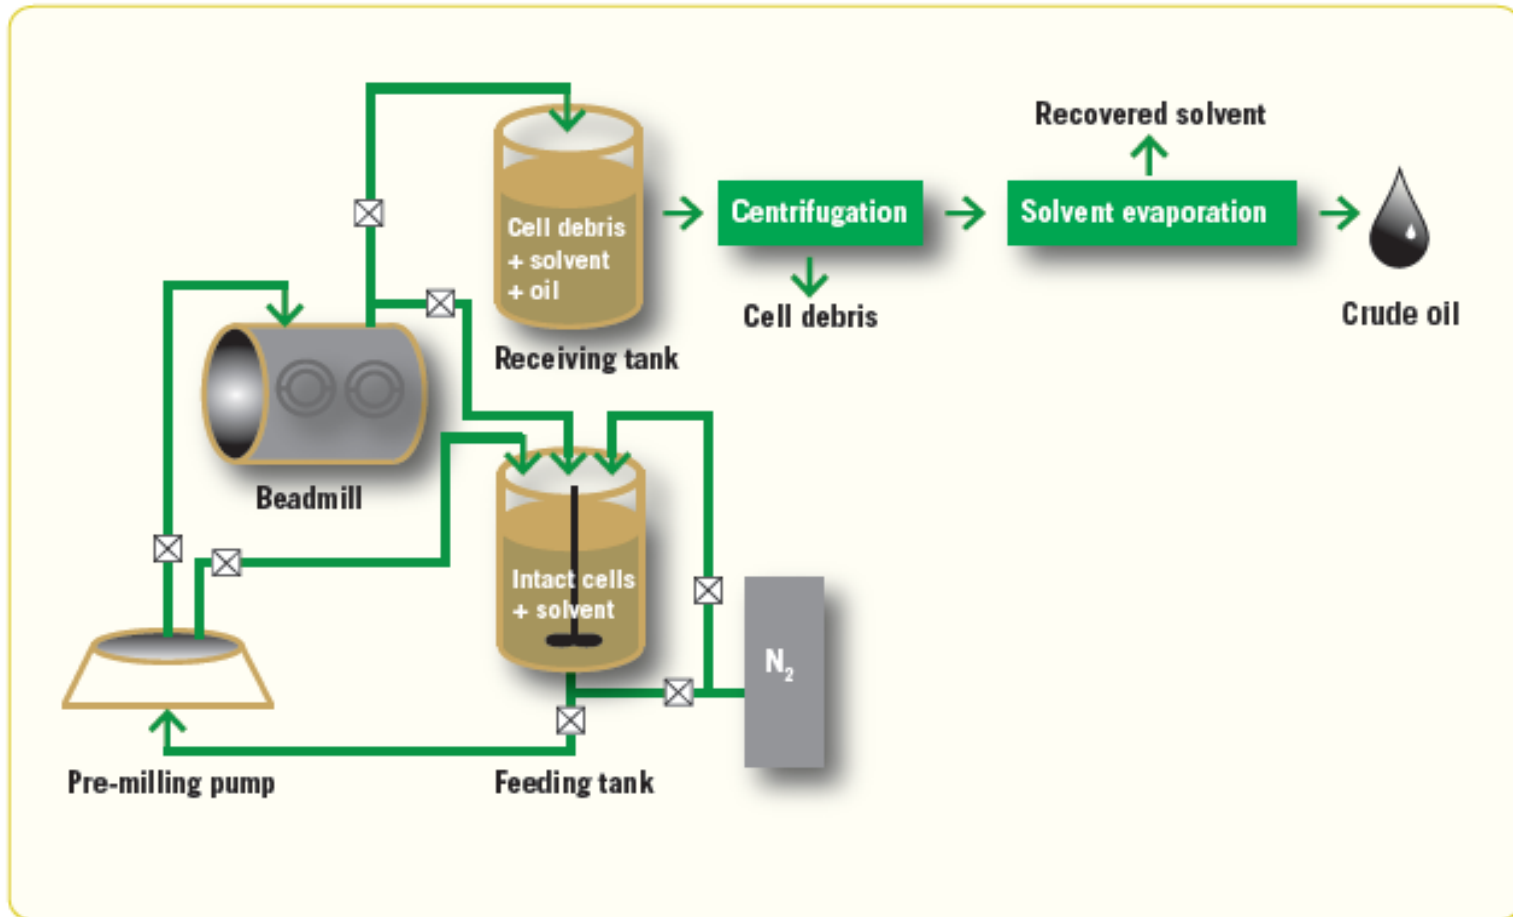 Recovered solvent
Centrifugation
Solvent evaporation
Cell debris
+ solvent
+ oil
Cell debris
Crude oil
Receiving tank
Beadmill
Intact cells
+ solvent
N₂
Pre-milling pump
Feeding tank